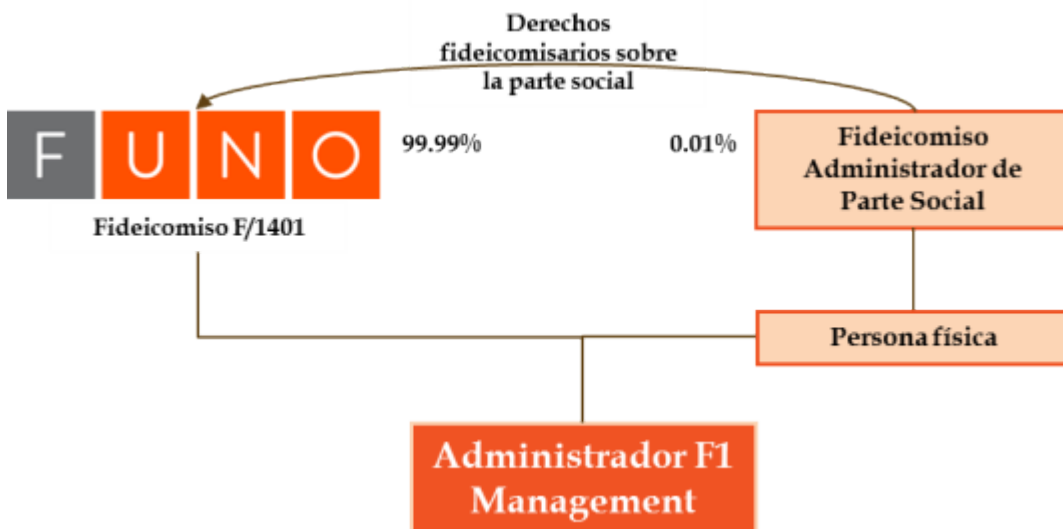 Derechos
fideicomisarios sobre
la parte social
FUNO
99.99%
0.01%
Fideicomiso
Administrador de
Parte Social
Fideicomiso F/1401
Persona física
Administrador F1
Management